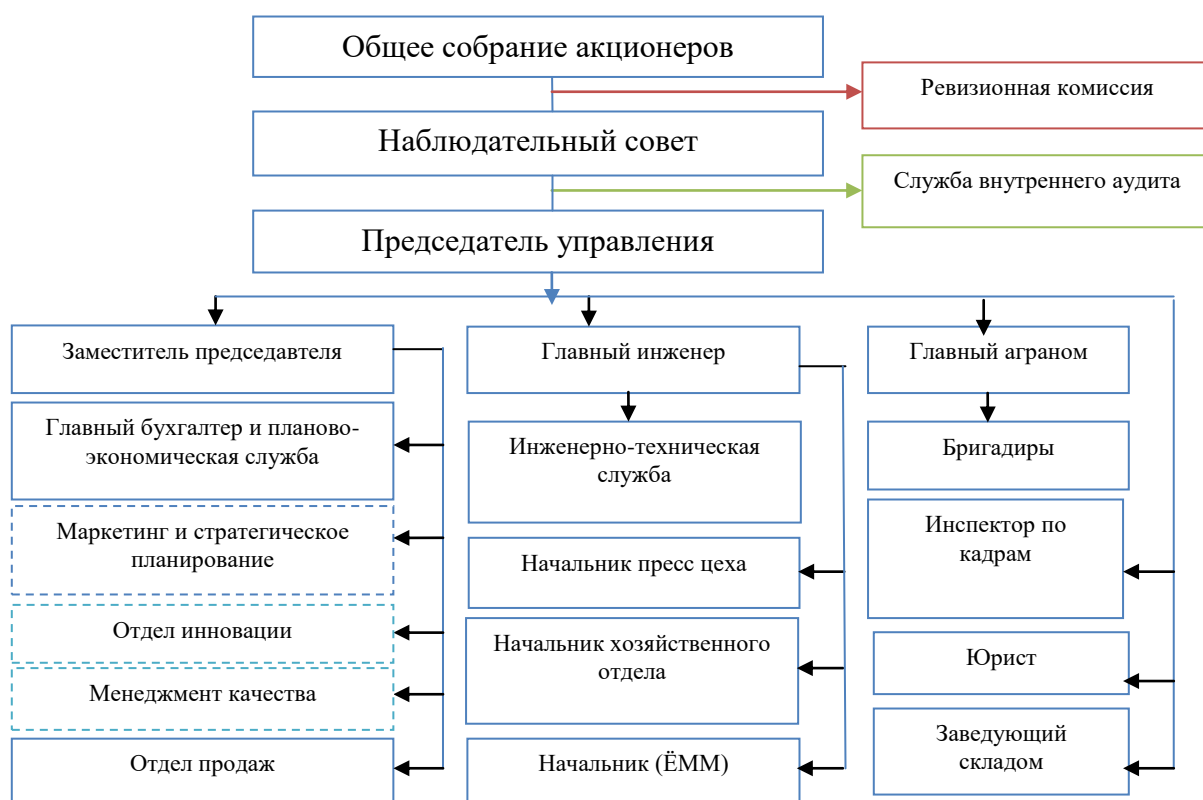 Общее собрание акционеров
Ревизионная комиссия
Наблюдательный совет
Служба внутреннего аудита
Председатель управления
Заместитель председавтеля
Главный бухгалтер и планово-
экономическая служба
Маркетинг и стратегическое
планирование
Отдел инновации
Менеджмент качества
Отдел продаж
Главный инженер
Инженерно-техническая
служба
Начальник пресс цеха
Начальник хозяйственного
отдела
Начальник (ЁММ)
Главный аграном
Бригадиры
Инспектор по
кадрам
Юрист
Заведующий
складом